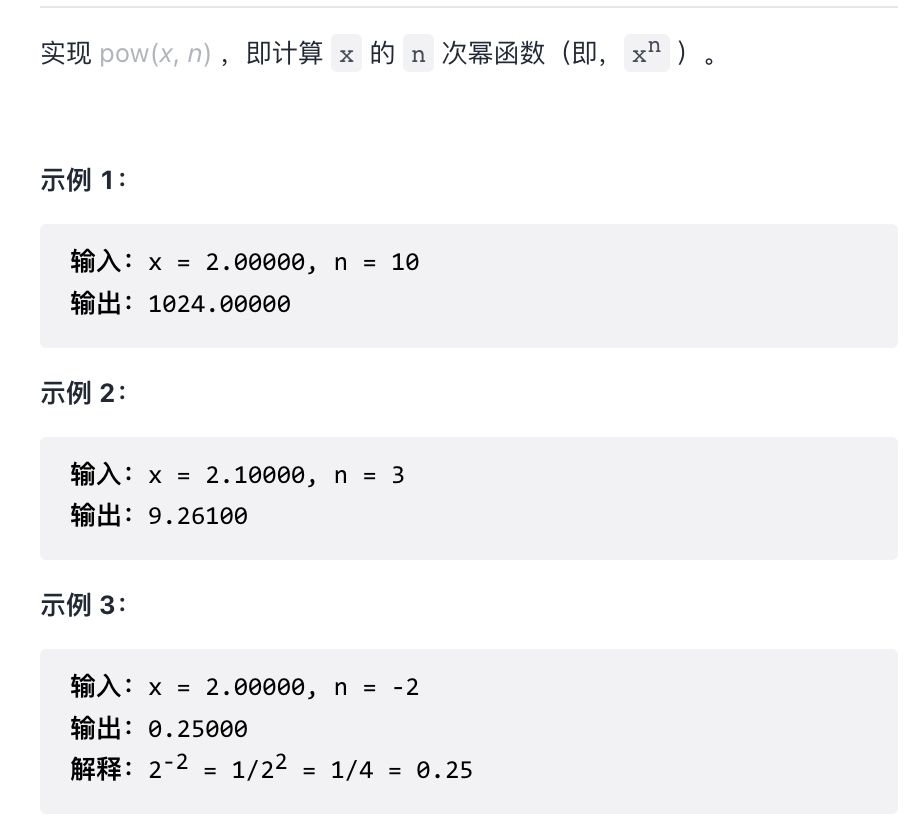 实现 pow(x, n) ，即计算 x 的 n 次幂函数（即，xⁿ ）。
示例 1：
输入：x = 2.00000, n = 10
输出：1024.00000
示例 2：
输入：x = 2.10000, n = 3
输出：9.26100
示例 3：
输入：x = 2.00000, n = -2
输出：0.25000
解释：2⁻² = 1/2² = 1/4 = 0.25